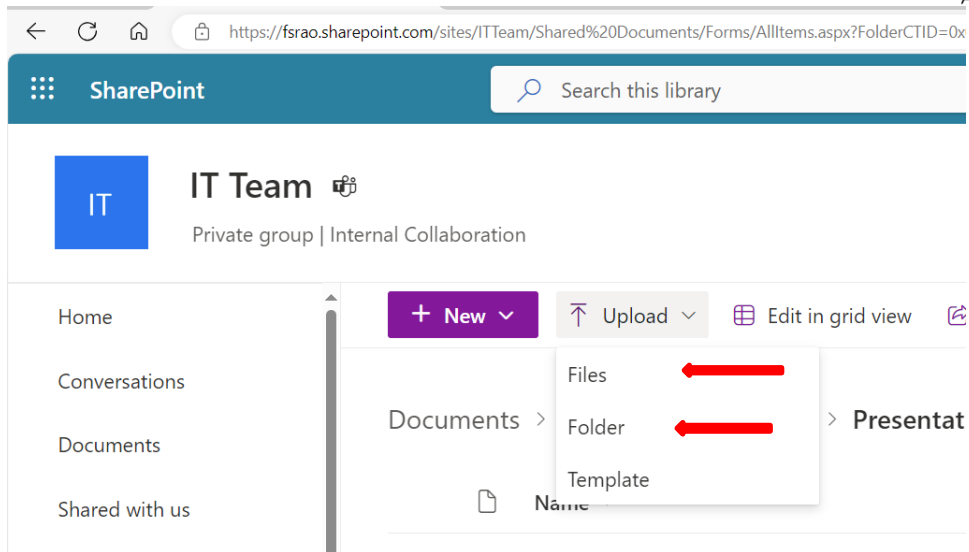 https://fsrao.sharepoint.com/sites/ITTeam/Shared%20Documents/Forms/AllItems.aspx?FolderCTID=0x
SharePoint
Search this library
IT
IT Team
Private group | Internal Collaboration
Home
Conversations
Documents
Shared with us
+ New
Upload
Edit in grid view
Files
Folder
Template
Documents > > Presentat
Name